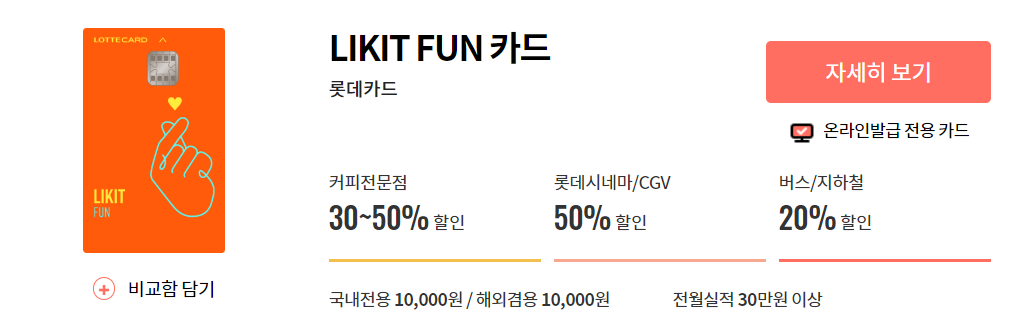 LOTTECARD
LIKIT
FUN
비교함 담기
LIKIT FUN 카드
롯데카드
자세히 보기
온라인발급 전용 카드
커피전문점
30~50% 할인
롯데시네마/CGV
50% 할인
버스/지하철
20% 할인
국내전용 10,000원 / 해외겸용 10,000원
전월실적 30만원 이상